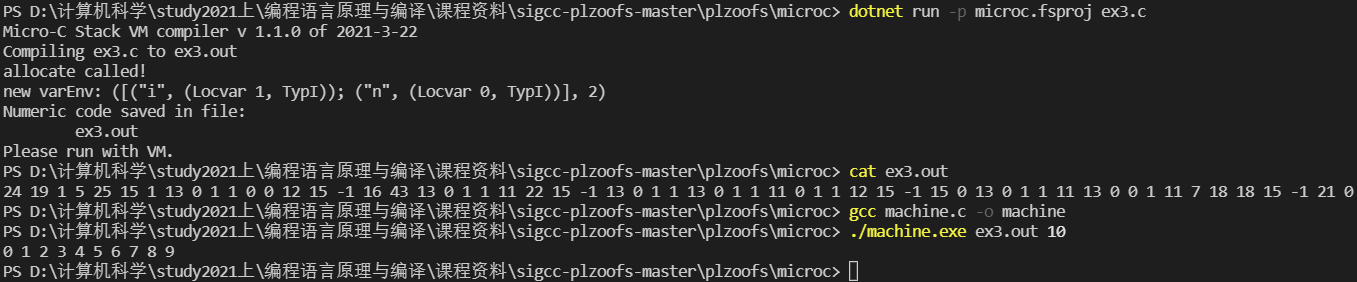 PS D:\计算机科学\study2021上\编程语言原理与编译\课程资料\sigcc-plzoofs-master\plzoofs\microc> dotnet run -p microc.fsproj ex3.c
Micro-C Stack VM compiler v 1.1.0 of 2021-3-22
Compiling ex3.c to ex3.out
allocate called!
new varEnv: ([("i", (Locvar 1, TypI)); ("n", (Locvar 0, TypI))], 2)
Numeric code saved in file:
        ex3.out
Please run with VM.
PS D:\计算机科学\study2021上\编程语言原理与编译\课程资料\sigcc-plzoofs-master\plzoofs\microc> cat ex3.out
24 19 1 5 25 15 1 13 0 1 1 0 0 12 15 -1 16 43 13 0 1 1 11 22 15 -1 13 0 1 1 13 0 1 1 11 0 1 1 12 15 -1 15 0 13 0 1 1 11 13 0 0 1 11 7 18 18 15 -1 21 0
PS D:\计算机科学\study2021上\编程语言原理与编译\课程资料\sigcc-plzoofs-master\plzoofs\microc> gcc machine.c -o machine
PS D:\计算机科学\study2021上\编程语言原理与编译\课程资料\sigcc-plzoofs-master\plzoofs\microc> ./machine.exe ex3.out 10
0 1 2 3 4 5 6 7 8 9
PS D:\计算机科学\study2021上\编程语言原理与编译\课程资料\sigcc-plzoofs-master\plzoofs\microc>